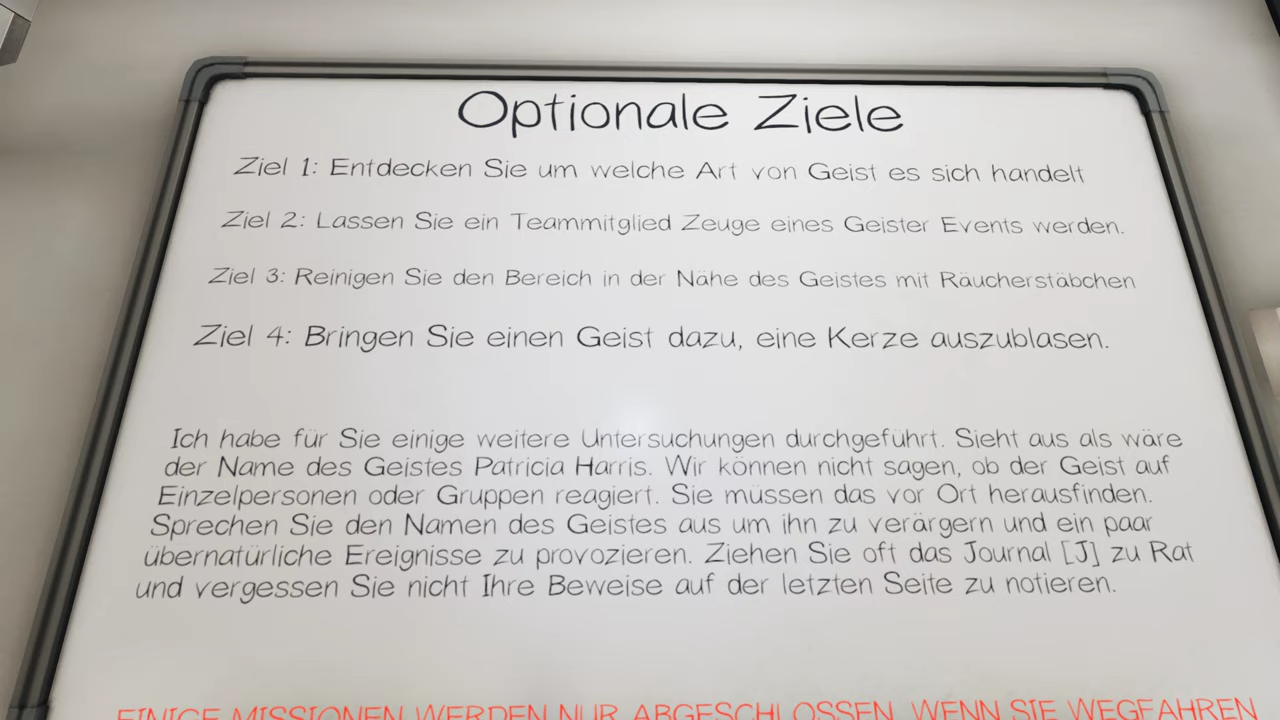 Optionale Ziele
Ziel 1: Entdecken Sie um welche Art von Geist es sich handelt
Ziel 2: Lassen Sie ein Teammitglied Zeuge eines Geister Events werden.
Ziel 3: Reinigen Sie den Bereich in der Nähe des Geistes mit Räucherstäbchen
Ziel 4: Bringen Sie einen Geist dazu, eine Kerze auszublasen.
Ich habe für Sie einige weitere Untersuchungen durchgeführt. Sieht aus als wäre
der Name des Geistes Patricia Harris. Wir können nicht sagen, ob der Geist auf
Einzelpersonen oder Gruppen reagiert. Sie müssen das vor Ort herausfinden.
Sprechen Sie den Namen des Geistes aus um ihn zu verärgern und ein paar
übernatürliche Ereignisse zu provozieren. Ziehen Sie oft das Journal [J] zu Rat
und vergessen Sie nicht Ihre Beweise auf der letzten Seite zu notieren.
EINIGE MISSIONEN WERDEN NUR ABGESCHLOSSEN, WENN SIE WEGFAHREN